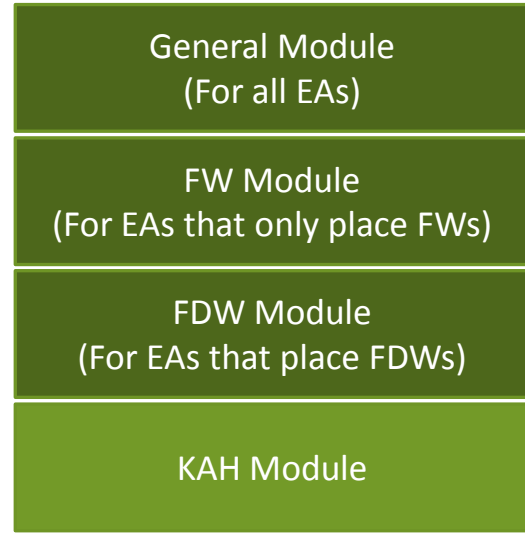 General Module
(For all EAs)
FW Module
(For EAs that only place FWs)
FDW Module
(For EAs that place FDWs)
KAH Module